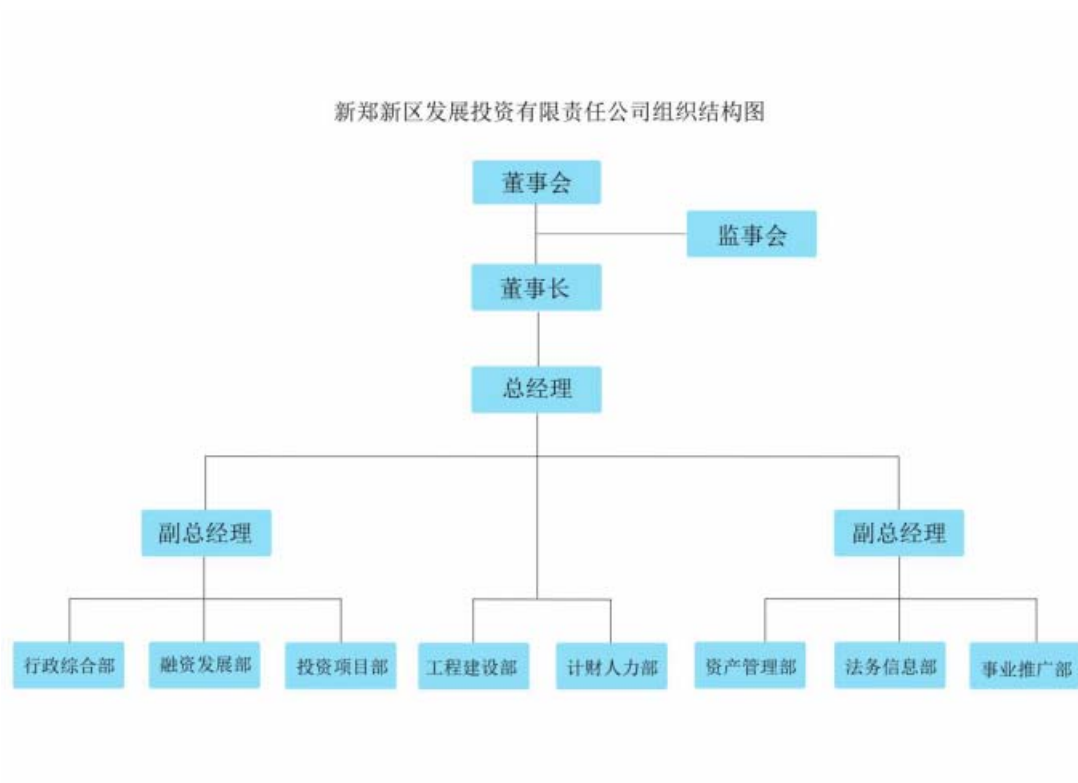 新郑新区发展投资有限责任公司组织结构图
董事会
监事会
董事长
总经理
副总经理
副总经理
行政综合部
融资发展部
投资项目部
工程建设部
计财人力部
资产管理部
法务信息部
事业推广部